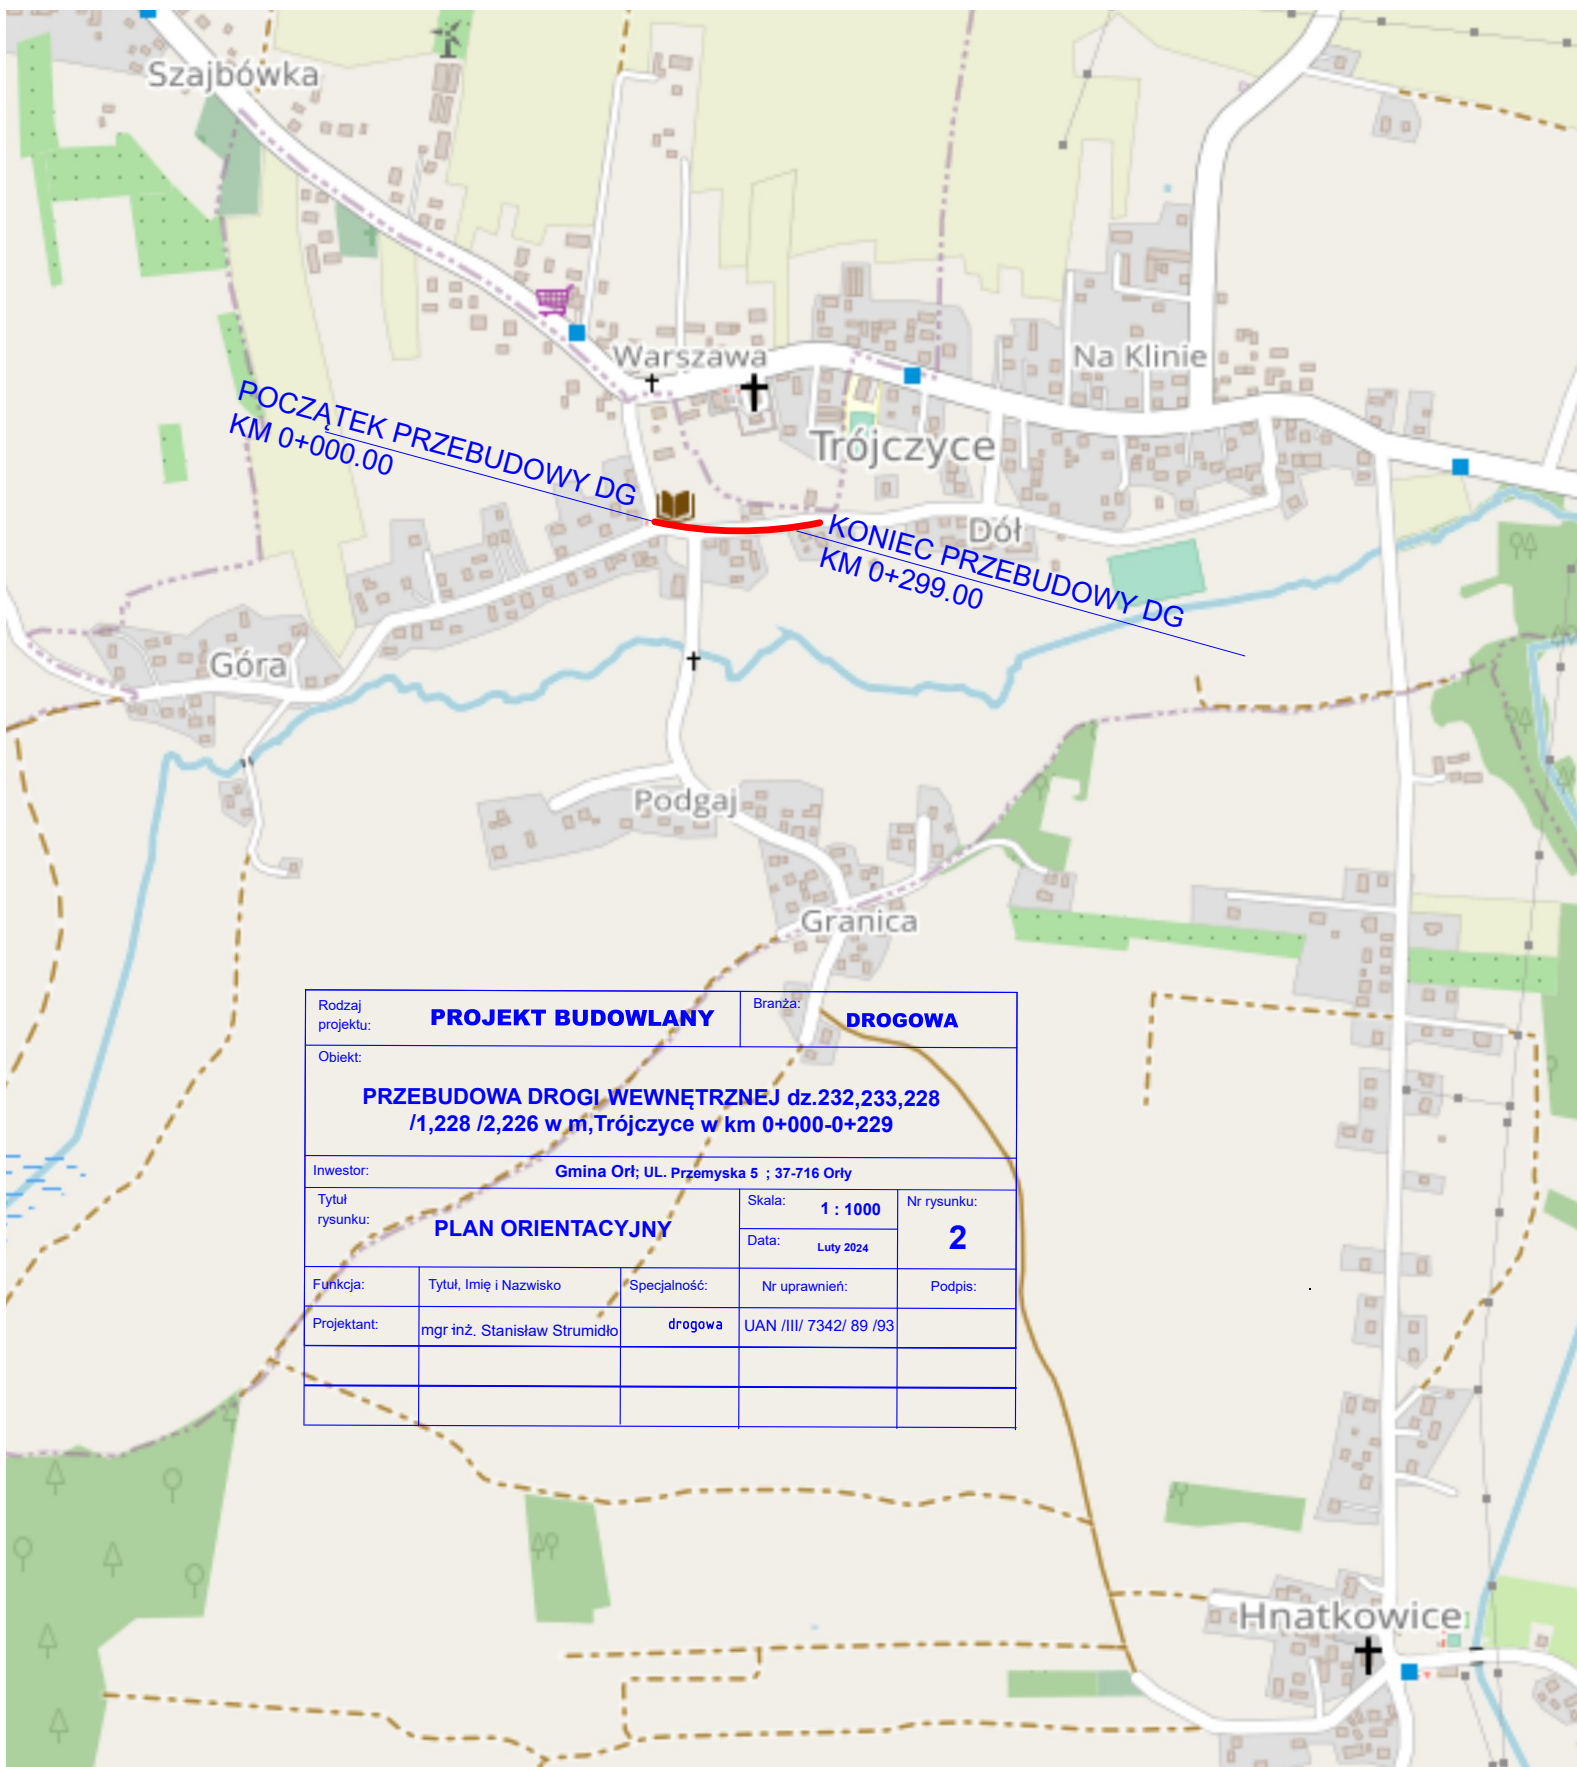 Szajbówka
Warszawa
Na Klinie
POCZĄTEK PRZEBUDOWY DG
KM 0+000.00
Trójczyce
Dół
KONIEC PRZEBUDOWY DG
KM 0+299.00
Góra
Podgaj
Granica
Rodzaj
projektu:
PROJEKT BUDOWLANY
Branża:
DROGOWA
Obiekt:
PRZEBUDOWA DROGI WEWNĘTRZNEJ dz.232,233,228
/1,228 /2,226 w m,Trójczyce w km 0+000-0+229
Inwestor:
Gmina Orł; UL. Przemyska 5 ; 37-716 Orły
Tytuł
rysunku:
PLAN ORIENTACYJNY
Skala:
1 : 1000
Data:
Luty 2024
Nr rysunku:
2
Funkcja:
Tytuł, Imię i Nazwisko
Specjalność:
Nr uprawnień:
Podpis:
Projektant:
mgr inż. Stanisław Strumidło
drogowa
UAN /III/ 7342/ 89 /93
Hnatkowice